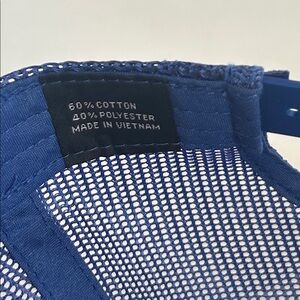 60% COTTON
40% POLYESTER
MADE IN VIETNAM